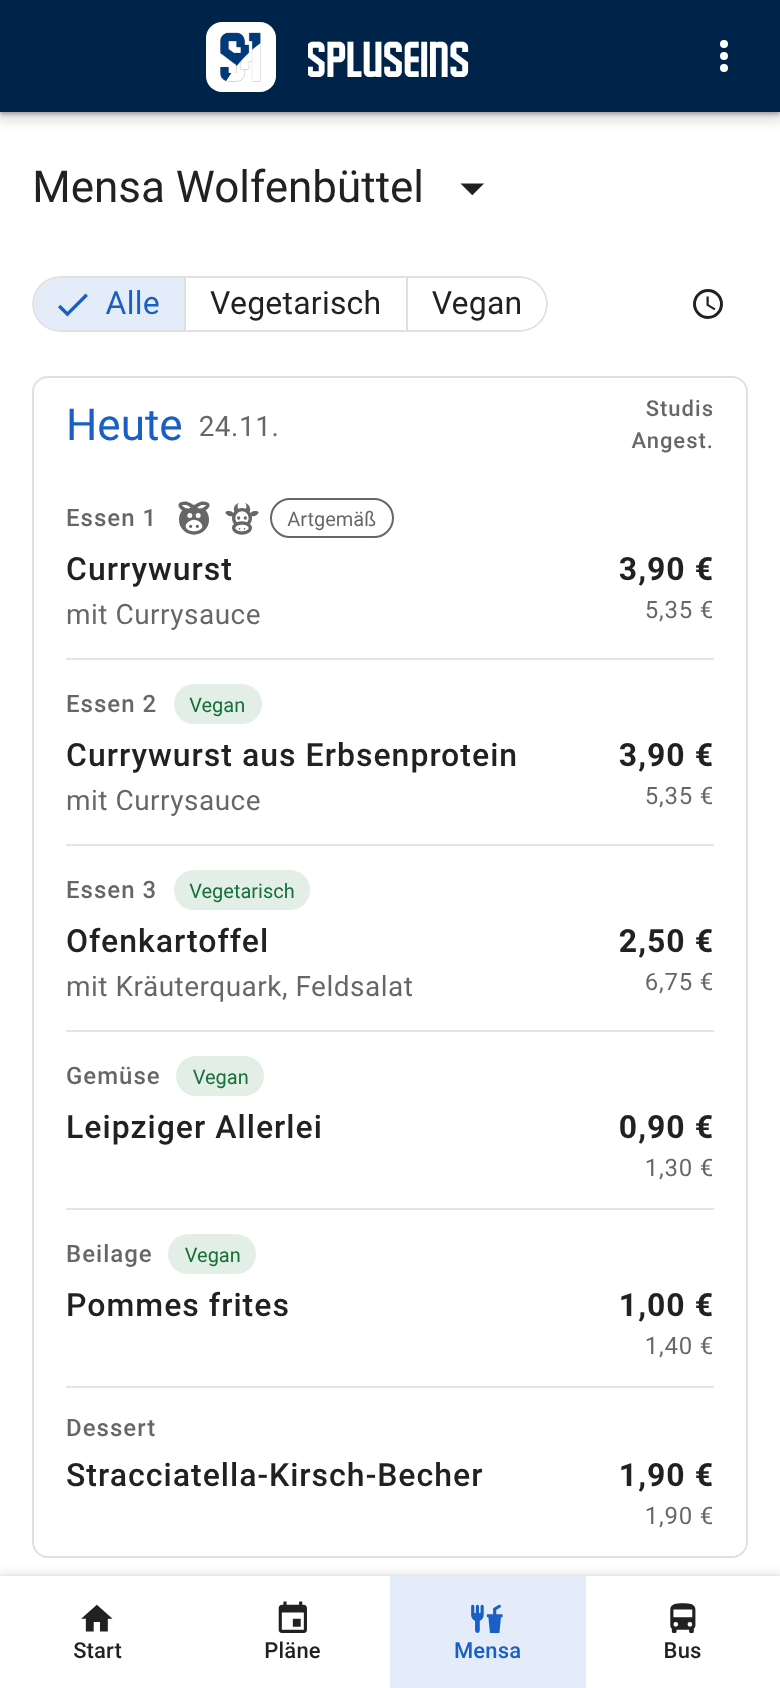 SPLUSEINS
Mensa Wolfenbüttel
Alle Vegetarisch Vegan
Heute 24.11. Studis
Angest.
Essen 1 Artgemäß
Currywurst 3,90 €
mit Currysauce 5,35 €
Essen 2 Vegan
Currywurst aus Erbsenprotein 3,90 €
mit Currysauce 5,35 €
Essen 3 Vegetarisch
Ofenkartoffel 2,50 €
mit Kräuterquark, Feldsalat 6,75 €
Gemüse Vegan
Leipziger Allerlei 0,90 €
1,30 €
Beilage Vegan
Pommes frites 1,00 €
1,40 €
Dessert
Stracciatella-Kirsch-Becher 1,90 €
1,90 €
Start Pläne Mensa Bus